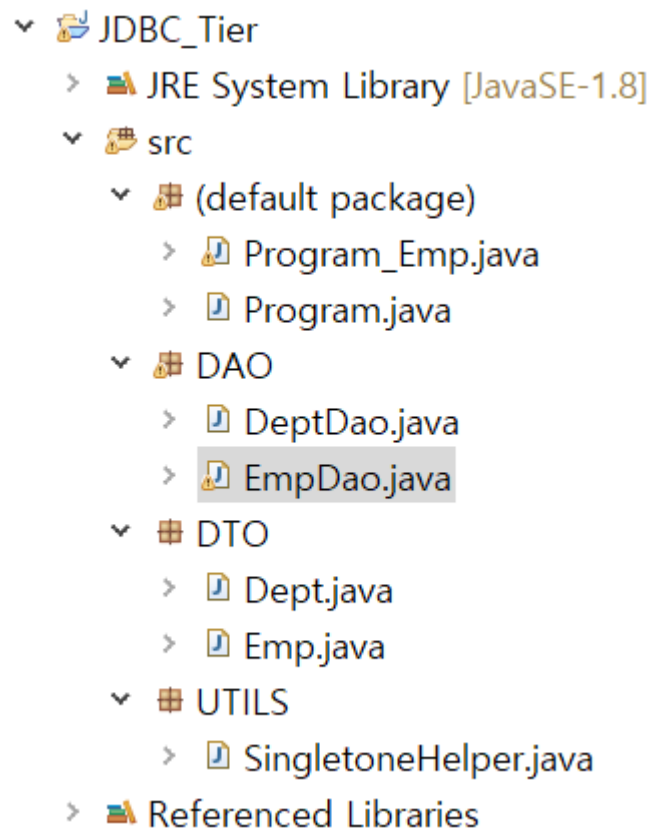 JDBC_Tier
JRE System Library [JavaSE-1.8]
src
(default package)
Program_Emp.java
Program.java
DAO
DeptDao.java
EmpDao.java
DTO
Dept.java
Emp.java
UTILS
SingletoneHelper.java
Referenced Libraries